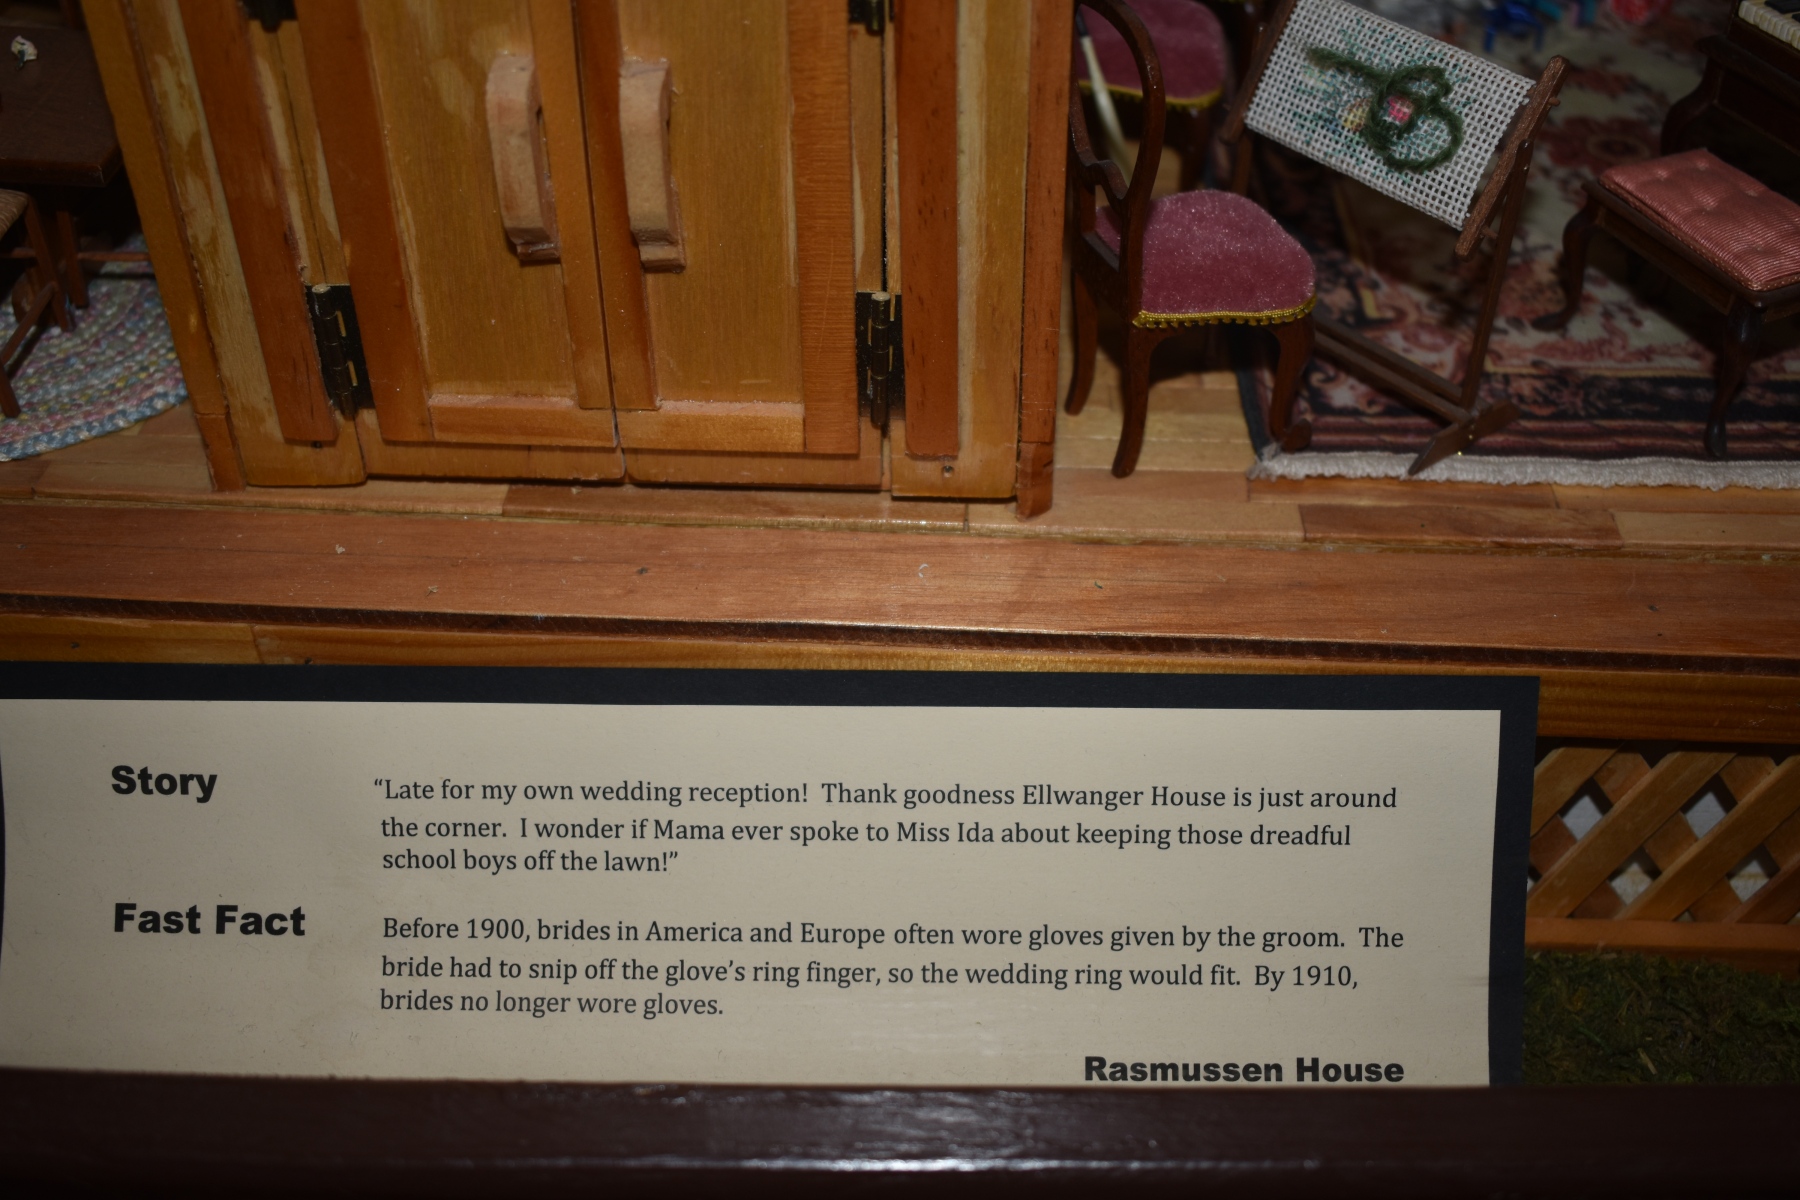 Story
“Late for my own wedding reception!  Thank goodness Ellwanger House is just around
the corner.  I wonder if Mama ever spoke to Miss Ida about keeping those dreadful
school boys off the lawn!”
Fast Fact
Before 1900, brides in America and Europe often wore gloves given by the groom.  The
bride had to snip off the glove’s ring finger, so the wedding ring would fit.  By 1910,
brides no longer wore gloves.
Rasmussen House